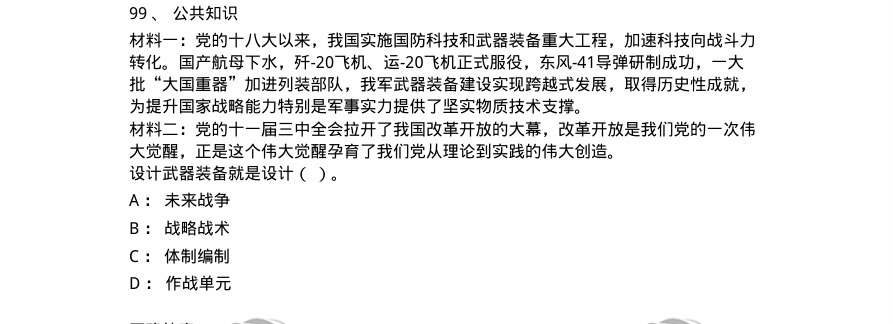 99 、 公共知识
材料一：党的十八大以来，我国实施国防科技和武器装备重大工程，加速科技向战斗力
转化。国产航母下水，歼-20飞机、运-20飞机正式服役，东风-41导弹研制成功，一大
批“大国重器”加进列装部队，我军武器装备建设实现跨越式发展，取得历史性成就，
为提升国家战略能力特别是军事实力提供了坚实物质技术支撑。
材料二：党的十一届三中全会拉开了我国改革开放的大幕，改革开放是我们党的一次伟
大觉醒，正是这个伟大觉醒孕育了我们党从理论到实践的伟大创造。
设计武器装备就是设计（ ）。
A ： 未来战争
B ： 战略战术
C ： 体制编制
D ： 作战单元